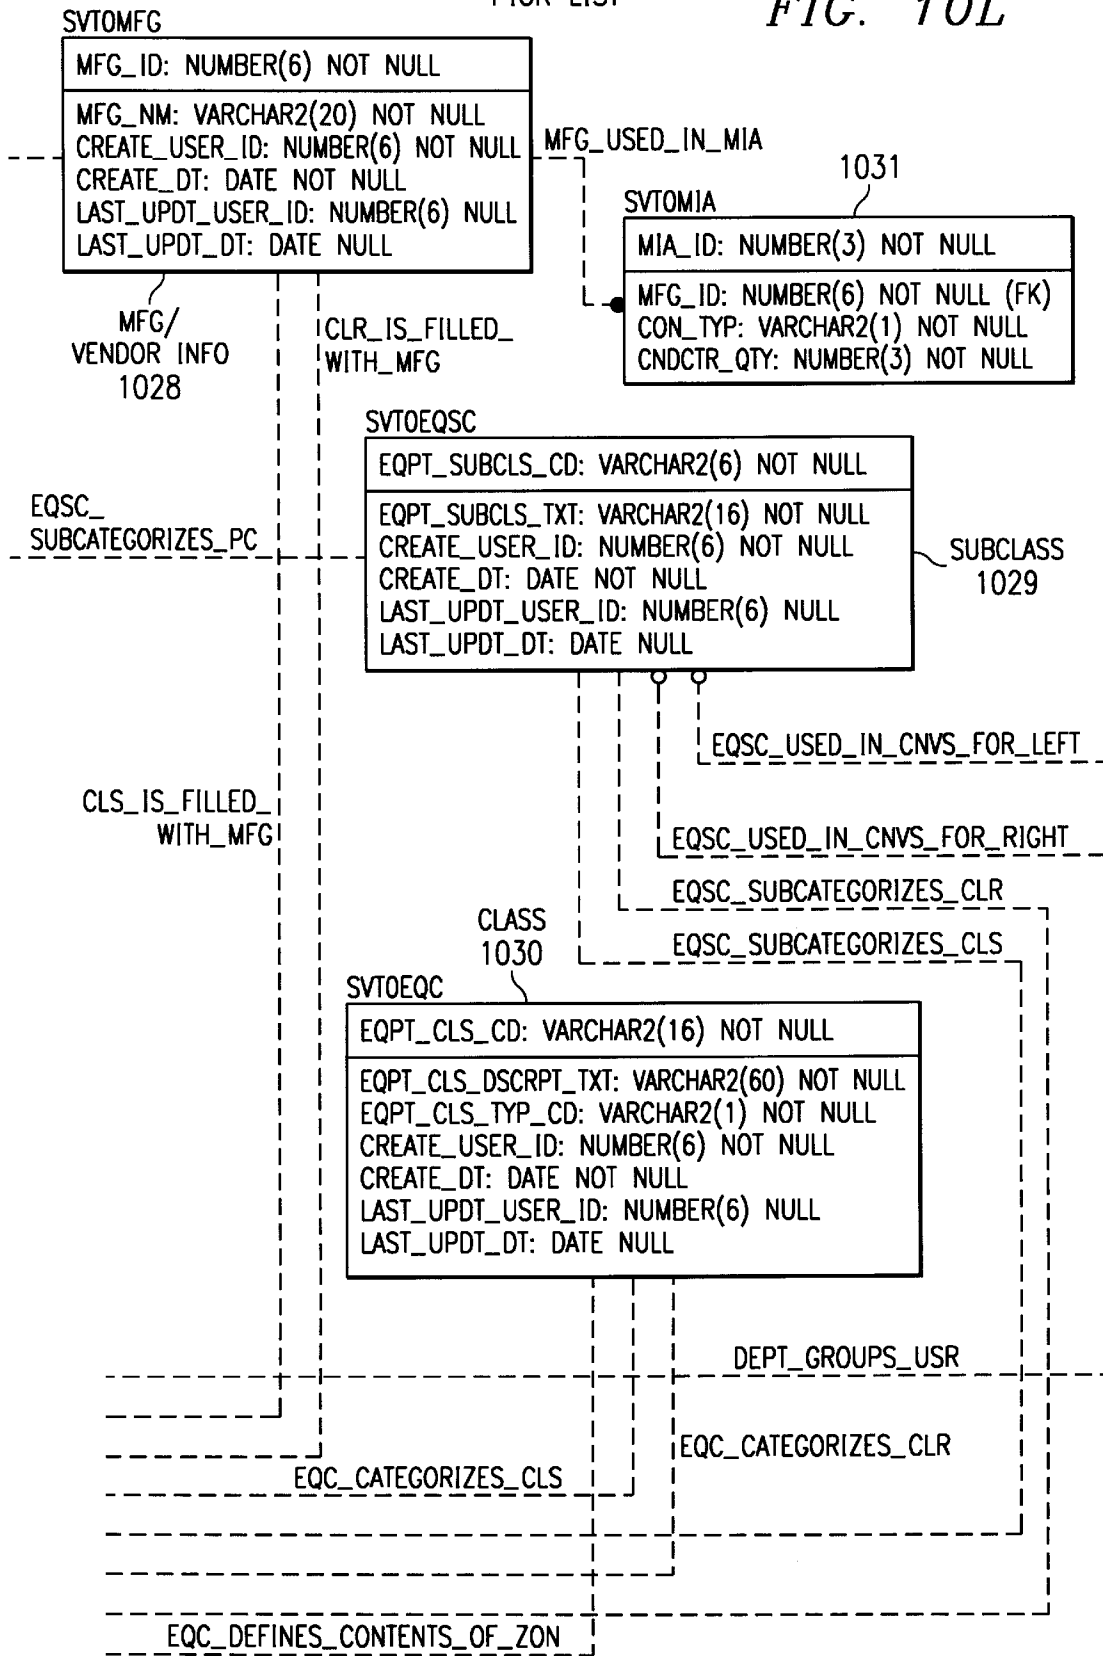 FIG. 10L
SVT0MFG
MFG_ID: NUMBER(6) NOT NULL
MFG_NM: VARCHAR2(20) NOT NULL
CREATE_USER_ID: NUMBER(6) NOT NULL
CREATE_DT: DATE NOT NULL
LAST_UPDT_USER_ID: NUMBER(6) NULL
LAST_UPDT_DT: DATE NULL
MFG_USED_IN_MIA
1031
SVT0MIA
MIA_ID: NUMBER(3) NOT NULL
MFG_ID: NUMBER(6) NOT NULL (FK)
CON_TYP: VARCHAR2(1) NOT NULL
CNDCTR_QTY: NUMBER(3) NOT NULL
MFG/
VENDOR INFO
1028
CLR_IS_FILLED_
WITH_MFG
SVT0EQSC
EQPT_SUBCLS_CD: VARCHAR2(6) NOT NULL
EQPT_SUBCLS_TXT: VARCHAR2(16) NOT NULL
CREATE_USER_ID: NUMBER(6) NOT NULL
CREATE_DT: DATE NOT NULL
LAST_UPDT_USER_ID: NUMBER(6) NULL
LAST_UPDT_DT: DATE NULL
EQSC_
SUBCATEGORIZES_PC
SUBCLASS
1029
EQSC_USED_IN_CNVS_FOR_LEFT
CLS_IS_FILLED_
WITH_MFG
EQSC_USED_IN_CNVS_FOR_RIGHT
EQSC_SUBCATEGORIZES_CLR
EQSC_SUBCATEGORIZES_CLS
CLASS
1030
SVT0EQC
EQPT_CLS_CD: VARCHAR2(16) NOT NULL
EQPT_CLS_DSCRPT_TXT: VARCHAR2(60) NOT NULL
EQPT_CLS_TYP_CD: VARCHAR2(1) NOT NULL
CREATE_USER_ID: NUMBER(6) NOT NULL
CREATE_DT: DATE NOT NULL
LAST_UPDT_USER_ID: NUMBER(6) NULL
LAST_UPDT_DT: DATE NULL
DEPT_GROUPS_USR
EQC_CATEGORIZES_CLR
EQC_CATEGORIZES_CLS
EQC_DEFINES_CONTENTS_OF_ZON